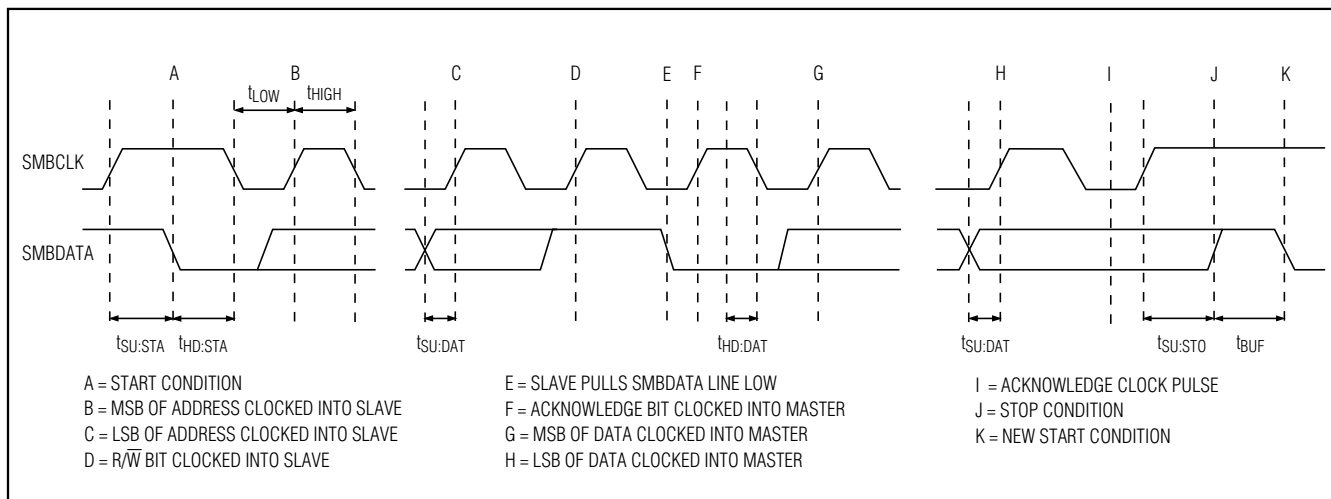 A B C D E F G H I J K
tLOW tHIGH
SMBCLK
SMBDATA
tSU:STA tHD:STA tSU:DAT tHD:DAT tSU:DAT tSU:STO tBUF
A = START CONDITION
B = MSB OF ADDRESS CLOCKED INTO SLAVE
C = LSB OF ADDRESS CLOCKED INTO SLAVE
D = R/W̅ BIT CLOCKED INTO SLAVE
E = SLAVE PULLS SMBDATA LINE LOW
F = ACKNOWLEDGE BIT CLOCKED INTO MASTER
G = MSB OF DATA CLOCKED INTO MASTER
H = LSB OF DATA CLOCKED INTO MASTER
I = ACKNOWLEDGE CLOCK PULSE
J = STOP CONDITION
K = NEW START CONDITION